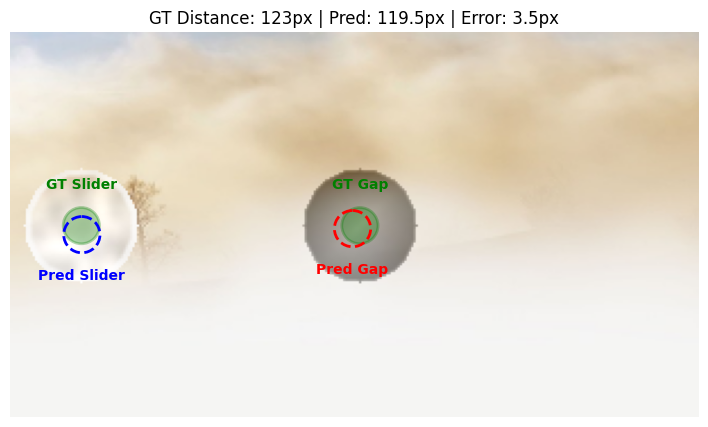 GT Distance: 123px | Pred: 119.5px | Error: 3.5px
GT Slider
GT Gap
Pred Slider
Pred Gap